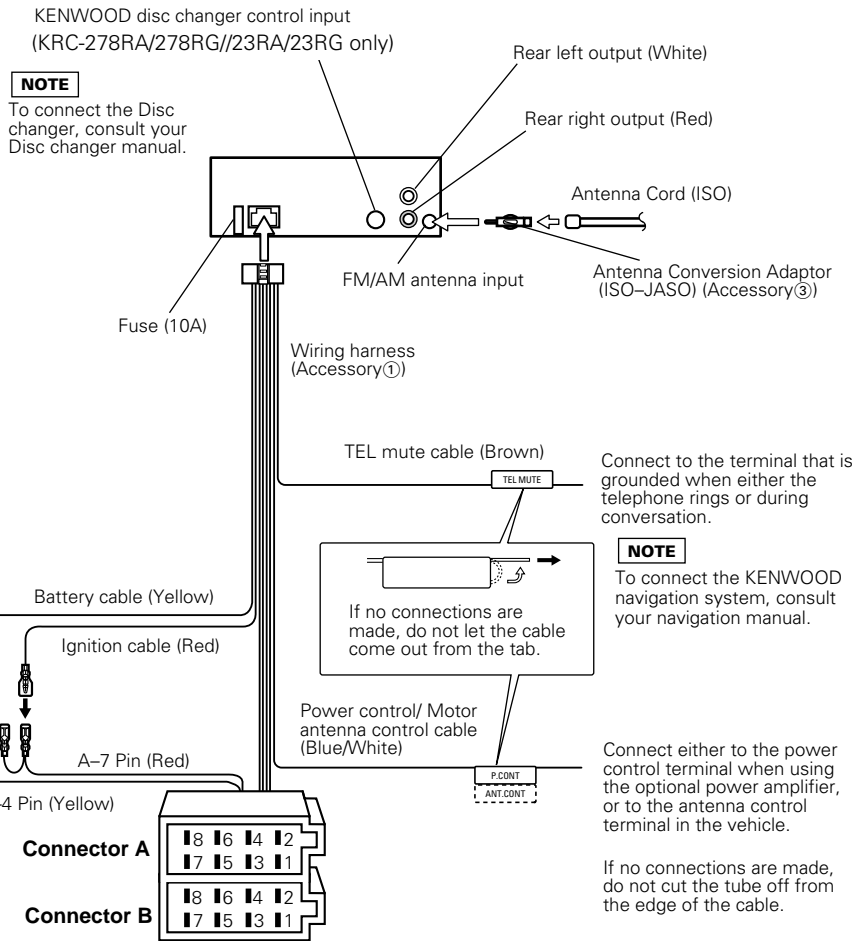 KENWOOD disc changer control input
(KRC-278RA/278RG//23RA/23RG only)
NOTE
To connect the Disc
changer, consult your
Disc changer manual.
Rear left output (White)
Rear right output (Red)
Antenna Cord (ISO)
FM/AM antenna input
Antenna Conversion Adaptor
(ISO–JASO) (Accessory③)
Fuse (10A)
Wiring harness
(Accessory①)
TEL mute cable (Brown)
TEL MUTE
Connect to the terminal that is
grounded when either the
telephone rings or during
conversation.
NOTE
To connect the KENWOOD
navigation system, consult
your navigation manual.
If no connections are
made, do not let the cable
come out from the tab.
Battery cable (Yellow)
Ignition cable (Red)
Power control/ Motor
antenna control cable
(Blue/White)
P.CONT
ANT.CONT
Connect either to the power
control terminal when using
the optional power amplifier,
or to the antenna control
terminal in the vehicle.
If no connections are made,
do not cut the tube off from
the edge of the cable.
A–7 Pin (Red)
–4 Pin (Yellow)
Connector A
8 6 4 2
7 5 3 1
Connector B
8 6 4 2
7 5 3 1